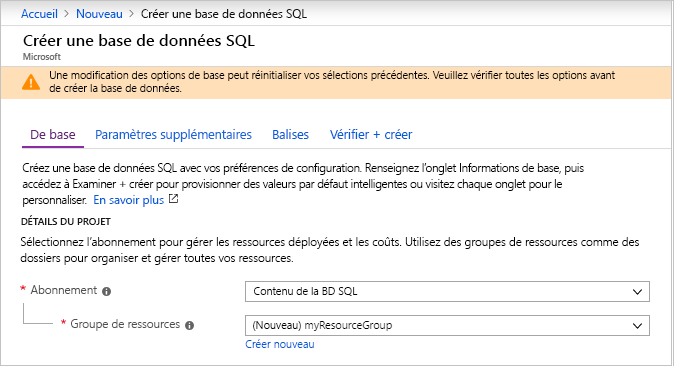 Accueil > Nouveau > Créer une base de données SQL
Créer une base de données SQL
Microsoft
Une modification des options de base peut réinitialiser vos sélections précédentes. Veuillez vérifier toutes les options avant
de créer la base de données.
De base Paramètres supplémentaires Balises Vérifier + créer
Créez une base de données SQL avec vos préférences de configuration. Renseignez l'onglet Informations de base, puis
accédez à Examiner + créer pour provisionner des valeurs par défaut intelligentes ou visitez chaque onglet pour le
personnaliser. En savoir plus
DÉTAILS DU PROJET
Sélectionnez l'abonnement pour gérer les ressources déployées et les coûts. Utilisez des groupes de ressources comme des
dossiers pour organiser et gérer toutes vos ressources.
* Abonnement Contenu de la BD SQL
* Groupe de ressources (Nouveau) myResourceGroup
Créer nouveau